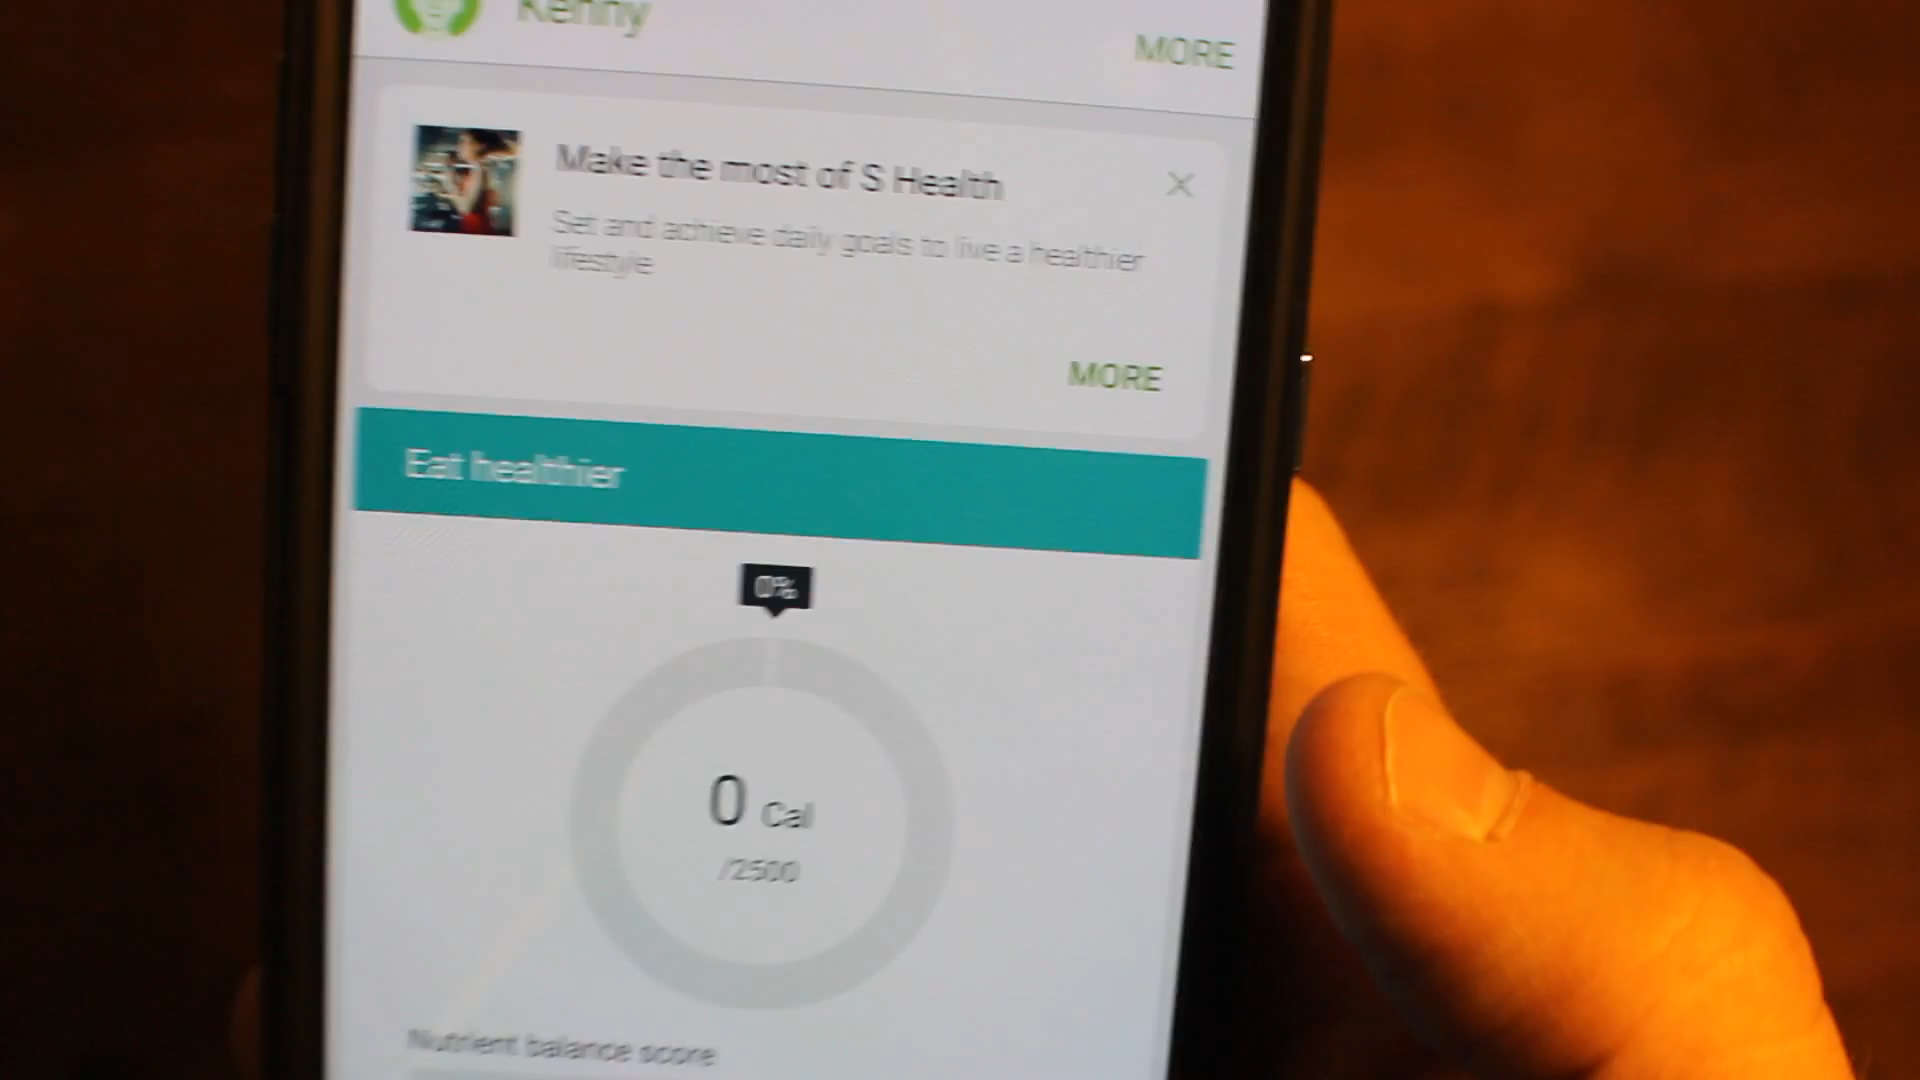 Kenny
MORE
Make the most of S Health
Set and achieve daily goals to live a healthier
lifestyle
MORE
Eat healthier
0%
0 Cal
/2500
Nutrient balance score